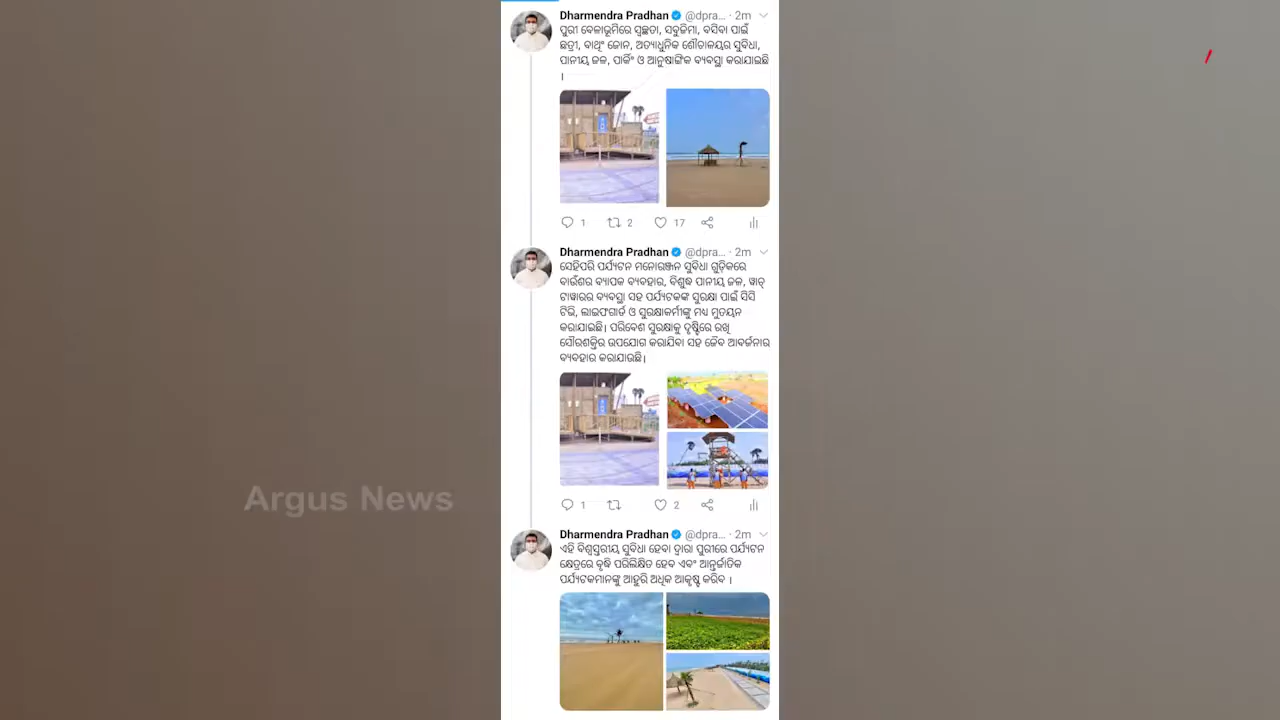 Dharmendra Pradhan @dpra... · 2m
ପୁରୀ ବେଳାଭୂମିରେ ସ୍ୱଚ୍ଛତା, ସବୁଜିମା, ବସିବା ପାଇଁ
ଛତ୍ରୀ, ବାଥିଂ ଜୋନ, ଅତ୍ୟାଧୁନିକ ଶୌଚାଳୟର ସୁବିଧା,
ପାନୀୟ ଜଳ, ପାର୍କିଂ ଓ ଆନୁଷାଙ୍ଗିକ ବ୍ୟବସ୍ଥା କରାଯାଇଛି
।
1 2 17
Dharmendra Pradhan @dpra... · 2m
ସେହିପରି ପର୍ଯ୍ୟଟନ ମନୋରଞ୍ଜନ ସୁବିଧା ଗୁଡ଼ିକରେ
ବାଉଁଶର ବ୍ୟାପକ ବ୍ୟବହାର, ବିଶୁଦ୍ଧ ପାନୀୟ ଜଳ, ୱାଚ୍
ଟାୱାରର ବ୍ୟବସ୍ଥା ସହ ପର୍ଯ୍ୟଟକଙ୍କ ସୁରକ୍ଷା ପାଇଁ ସିସି
ଟିଭି, ଲାଇଫଗାର୍ଡ ଓ ସୁରକ୍ଷାକର୍ମୀଙ୍କୁ ମଧ୍ୟ ମୁତୟନ
କରାଯାଇଛି। ପରିବେଶ ସୁରକ୍ଷାକୁ ଦୃଷ୍ଟିରେ ରଖି
ସୌରଶକ୍ତିର ଉପଯୋଗ କରାଯିବା ସହ ଜୈବ ଆବର୍ଜନାର
ବ୍ୟବହାର କରାଯାଉଛି।
1 2
Argus News
Dharmendra Pradhan @dpra... · 2m
ଏହି ବିଶ୍ୱସ୍ତରୀୟ ସୁବିଧା ହେବା ଦ୍ୱାରା ପୁରୀରେ ପର୍ଯ୍ୟଟନ
କ୍ଷେତ୍ରରେ ବୃଦ୍ଧି ପରିଲିକ୍ଷିତ ହେବ ଏବଂ ଆନ୍ତର୍ଜାତିକ
ପର୍ଯ୍ୟଟକମାନଙ୍କୁ ଆହୁରି ଅଧିକ ଆକୃଷ୍ଟ କରିବ ।